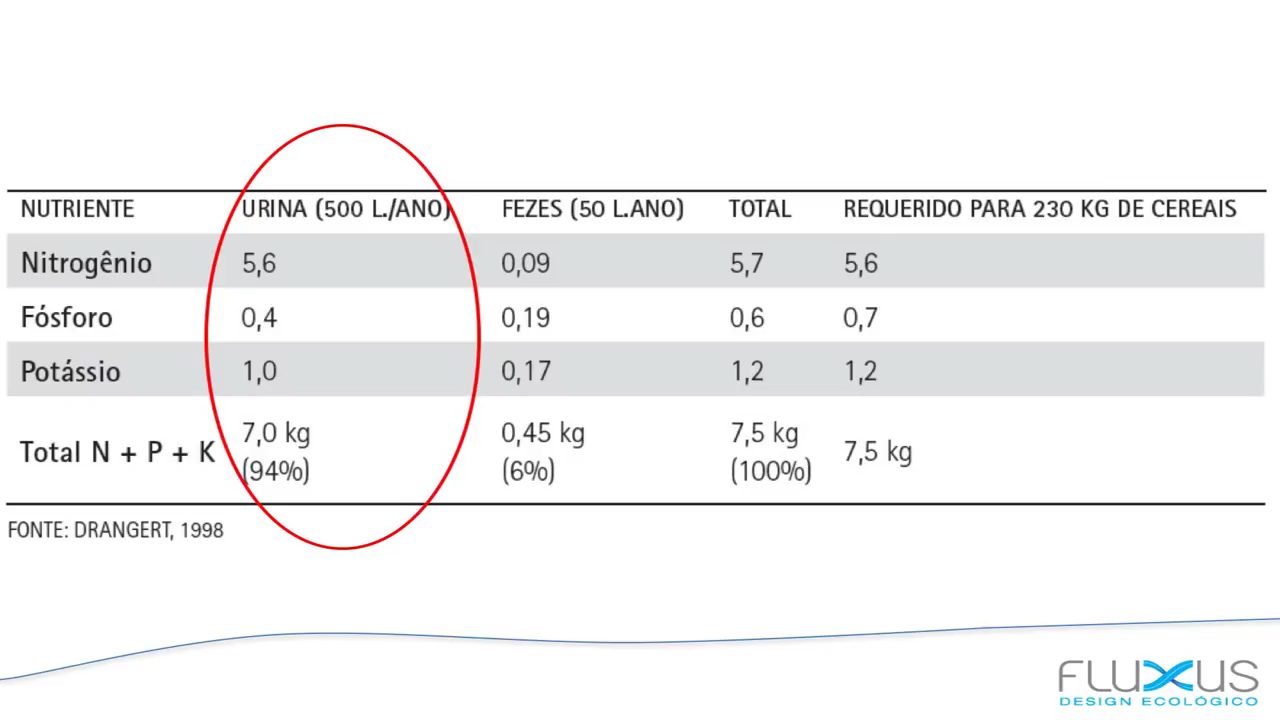 NUTRIENTE URINA (500 L./ANO) FEZES (50 L.ANO) TOTAL REQUERIDO PARA 230 KG DE CEREAIS
Nitrogênio 5,6 0,09 5,7 5,6
Fósforo 0,4 0,19 0,6 0,7
Potássio 1,0 0,17 1,2 1,2
Total N + P + K 7,0 kg (94%) 0,45 kg (6%) 7,5 kg (100%) 7,5 kg
FONTE: DRANGERT, 1998
FLUXUS
DESIGN ECOLÓGICO